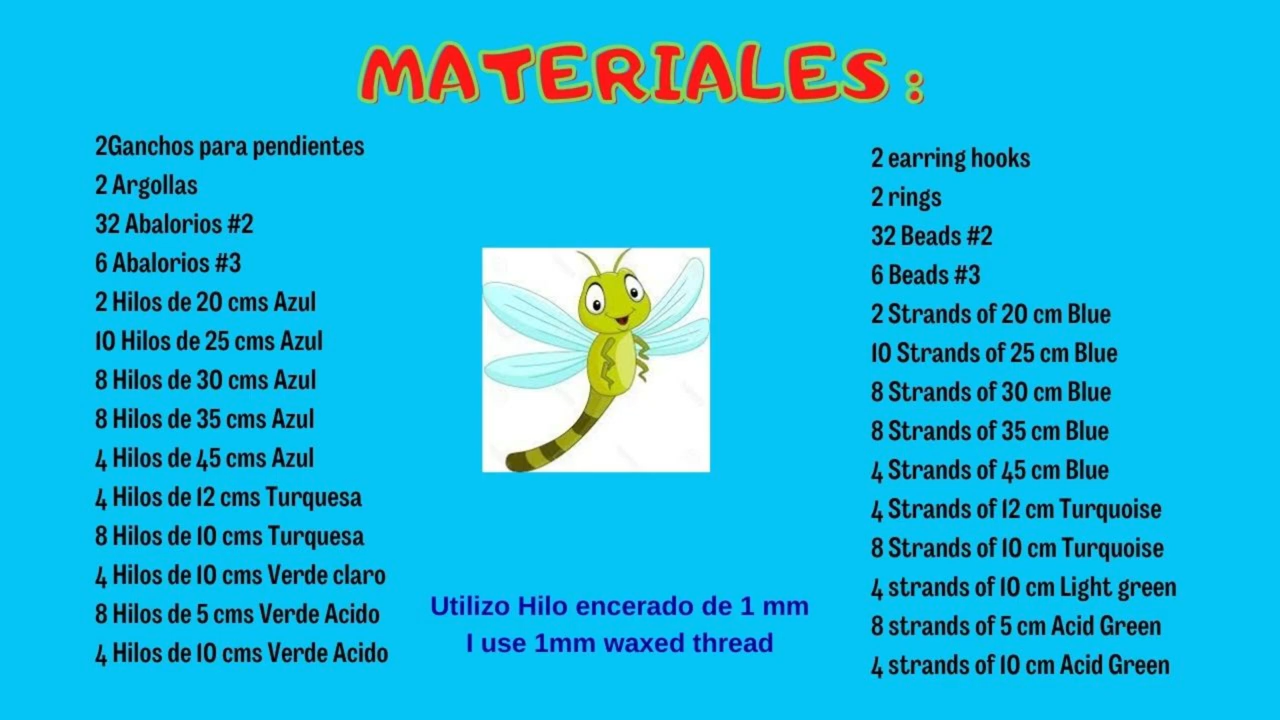 MATERIALES :
2Ganchos para pendientes
2 Argollas
32 Abalorios #2
6 Abalorios #3
2 Hilos de 20 cms Azul
10 Hilos de 25 cms Azul
8 Hilos de 30 cms Azul
8 Hilos de 35 cms Azul
4 Hilos de 45 cms Azul
4 Hilos de 12 cms Turquesa
8 Hilos de 10 cms Turquesa
4 Hilos de 10 cms Verde claro
8 Hilos de 5 cms Verde Acido
4 Hilos de 10 cms Verde Acido
Utilizo Hilo encerado de 1 mm
I use 1mm waxed thread
2 earring hooks
2 rings
32 Beads #2
6 Beads #3
2 Strands of 20 cm Blue
10 Strands of 25 cm Blue
8 Strands of 30 cm Blue
8 Strands of 35 cm Blue
4 Strands of 45 cm Blue
4 Strands of 12 cm Turquoise
8 Strands of 10 cm Turquoise
4 strands of 10 cm Light green
8 strands of 5 cm Acid Green
4 strands of 10 cm Acid Green